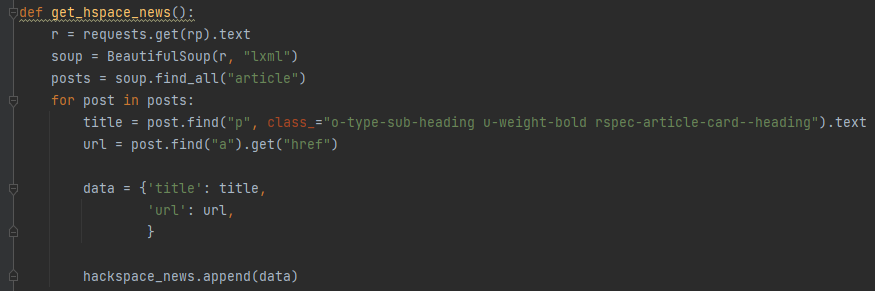 def get_hspace_news():
    r = requests.get(rp).text
    soup = BeautifulSoup(r, "lxml")
    posts = soup.find_all("article")
    for post in posts:
        title = post.find("p", class_="o-type-sub-heading u-weight-bold rspec-article-card--heading").text
        url = post.find("a").get("href")

        data = {'title': title,
                'url': url,
                }

        hackspace_news.append(data)